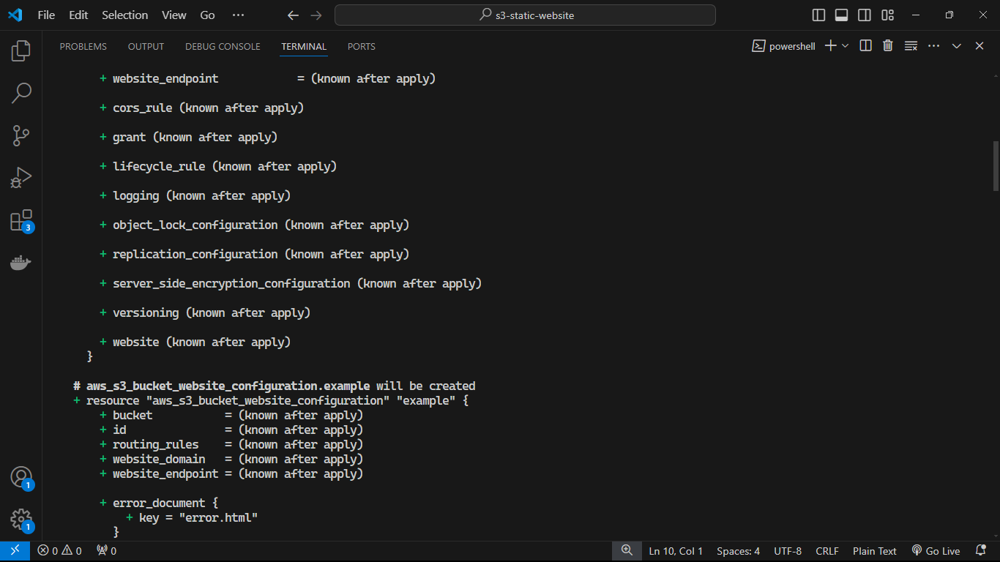 File Edit Selection View Go ··· s3-static-website
PROBLEMS OUTPUT DEBUG CONSOLE TERMINAL PORTS powershell
+ website_endpoint = (known after apply)
+ cors_rule (known after apply)
+ grant (known after apply)
+ lifecycle_rule (known after apply)
+ logging (known after apply)
+ object_lock_configuration (known after apply)
+ replication_configuration (known after apply)
+ server_side_encryption_configuration (known after apply)
+ versioning (known after apply)
+ website (known after apply)
}
# aws_s3_bucket_website_configuration.example will be created
+ resource "aws_s3_bucket_website_configuration" "example" {
+ bucket = (known after apply)
+ id = (known after apply)
+ routing_rules = (known after apply)
+ website_domain = (known after apply)
+ website_endpoint = (known after apply)
+ error_document {
+ key = "error.html"
}
3
1
1
0 0 0 Ln 10, Col 1 Spaces: 4 UTF-8 CRLF Plain Text Go Live